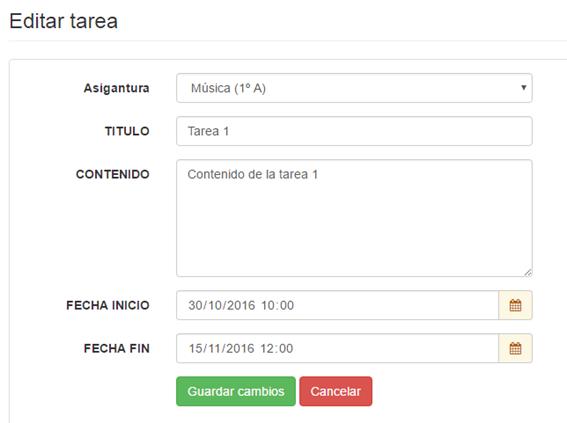 Editar tarea
Asigantura Música (1º A)
TITULO Tarea 1
CONTENIDO Contenido de la tarea 1
FECHA INICIO 30/10/2016 10:00
FECHA FIN 15/11/2016 12:00
Guardar cambios Cancelar